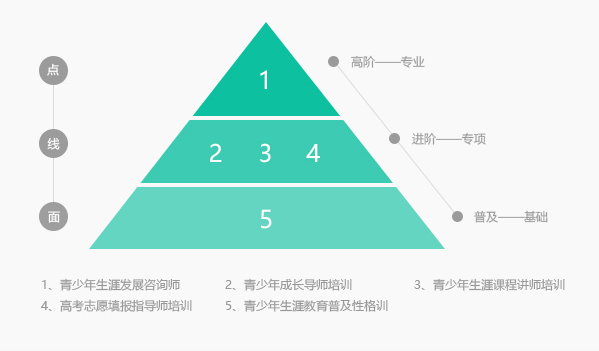 点
1
高阶——专业
线
2 3 4
进阶——专项
面
5
普及——基础
1、青少年生涯发展咨询师 2、青少年成长导师培训 3、青少年生涯课程讲师培训
4、高考志愿填报指导师培训 5、青少年生涯教育普及性格训